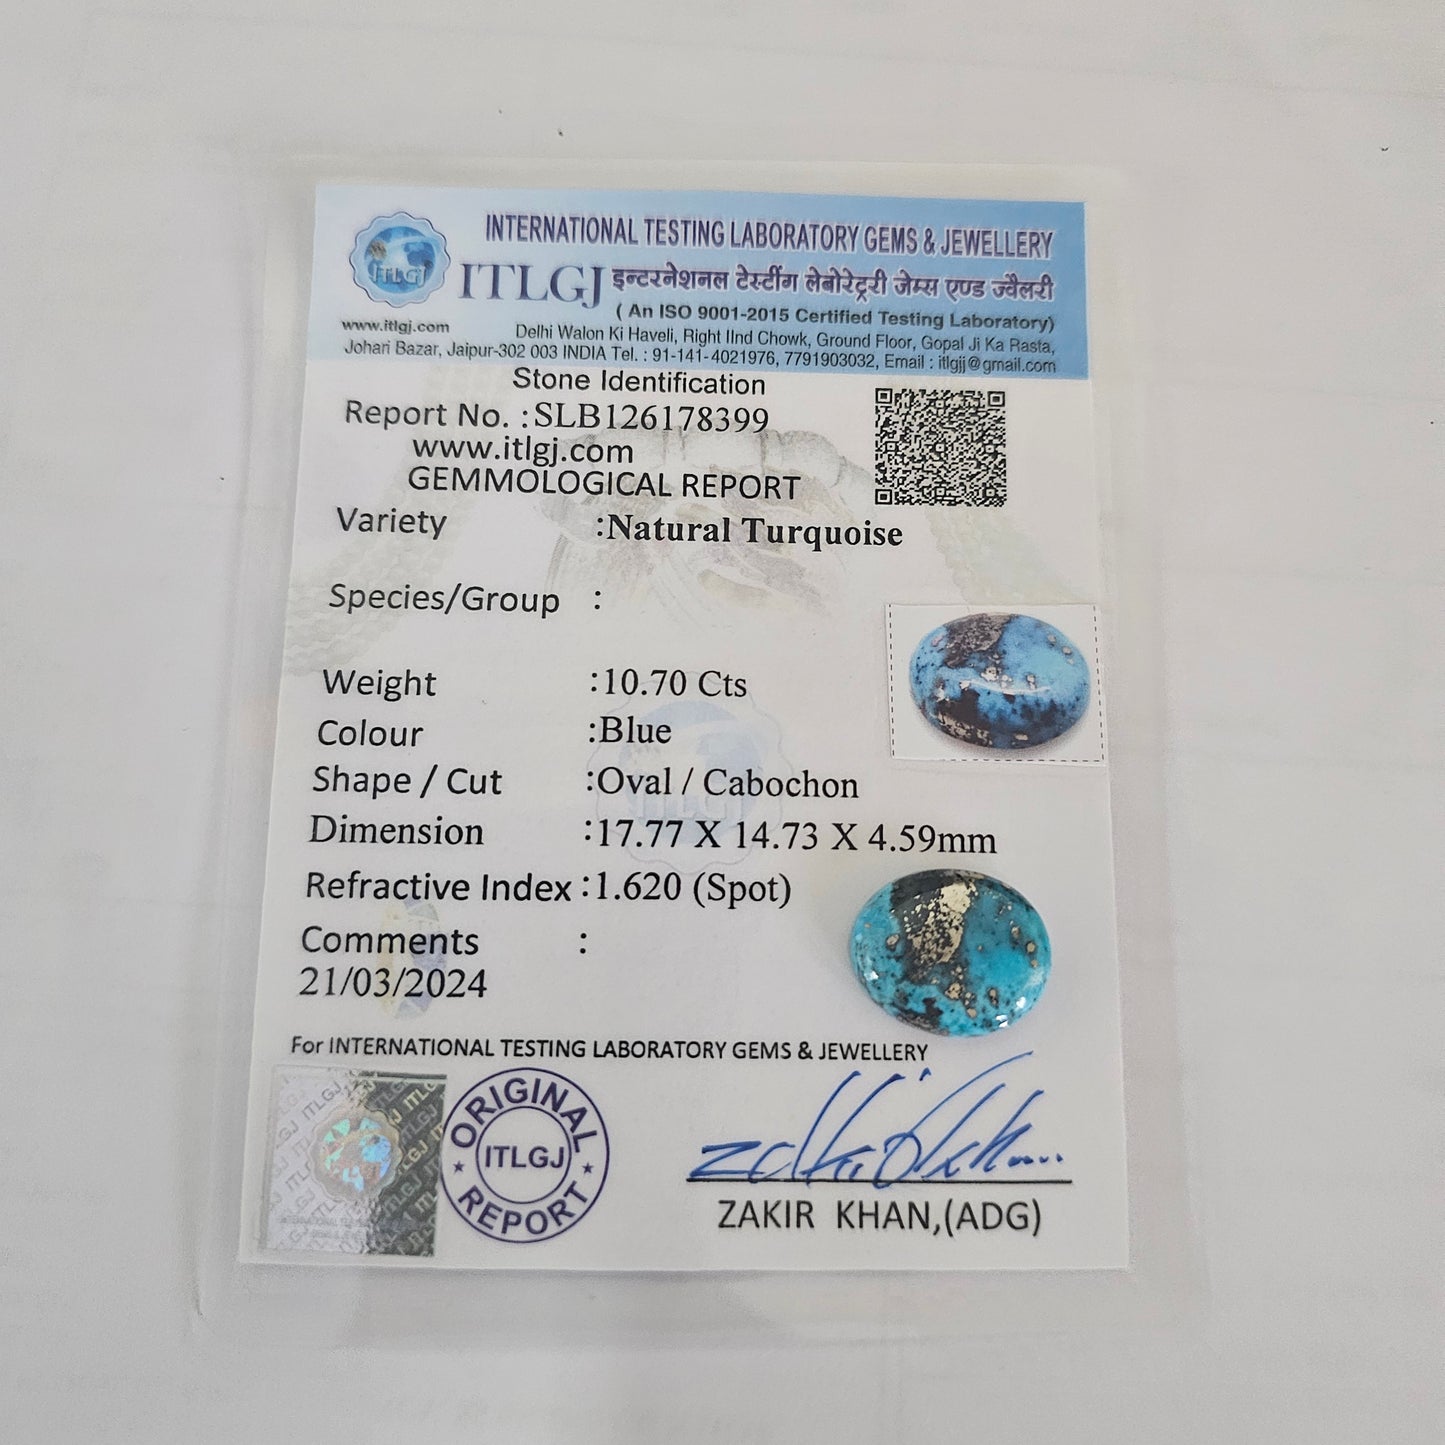 INTERNATIONAL TESTING LABORATORY GEMS & JEWELLERY
ITLGJ
ITLGJ इन्टरनेशनल टेस्टींग लेबोरेट्री जेम्स एण्ड ज्वैलरी
( An ISO 9001-2015 Certified Testing Laboratory)
www.itlgj.com
Delhi Walon Ki Haveli, Right IInd Chowk, Ground Floor, Gopal Ji Ka Rasta,
Johari Bazar, Jaipur-302 003 INDIA Tel. : 91-141-4021976, 7791903032, Email : itlgjj@gmail.com
Stone Identification
Report No. :SLB126178399
www.itlgj.com
GEMMOLOGICAL REPORT
Variety :Natural Turquoise
Species/Group :
Weight :10.70 Cts
Colour :Blue
Shape / Cut :Oval / Cabochon
Dimension :17.77 X 14.73 X 4.59mm
Refractive Index :1.620 (Spot)
Comments :
21/03/2024
For INTERNATIONAL TESTING LABORATORY GEMS & JEWELLERY
ORIGINAL
ITLGJ
REPORT
ZAKIR KHAN,(ADG)